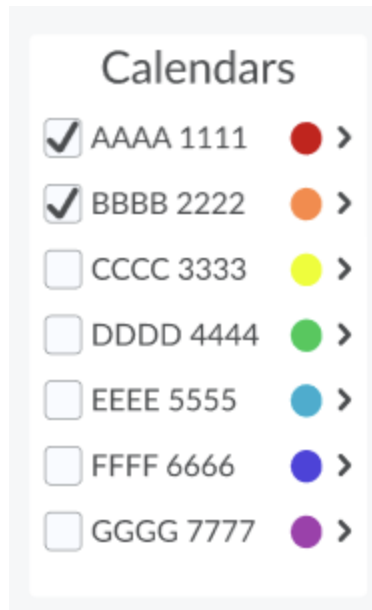 Calendars
AAAA 1111
BBBB 2222
CCCC 3333
DDDD 4444
EEEE 5555
FFFF 6666
GGGG 7777